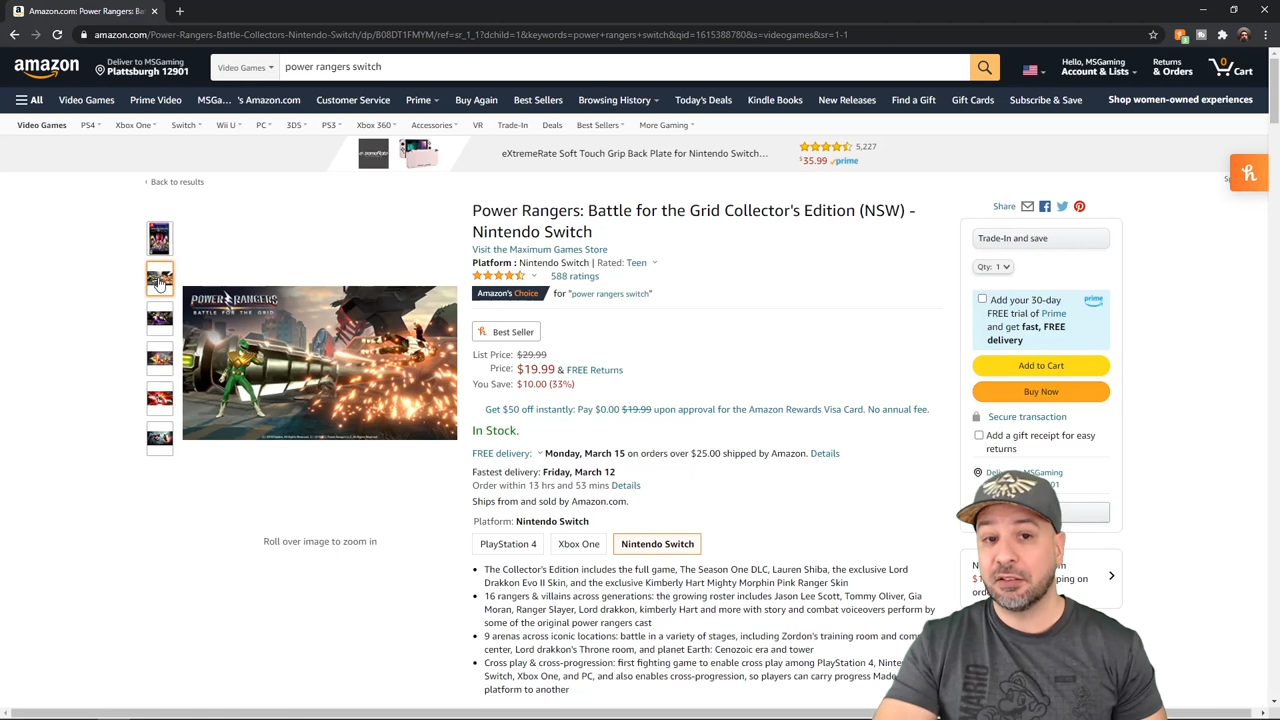 Amazon.com: Power Rangers: Bat
amazon.com/Power-Rangers-Battle-Collectors-Nintendo-Switch/dp/B08DT1FMYM/ref=sr_1_1?dchild=1&keywords=power+rangers+switch&qid=1615388780&s=videogames&sr=1-1
amazon
Deliver to MSGaming
Plattsburgh 12901
Video Games
power rangers switch
Hello, MSGaming
Account & Lists
Returns
& Orders
0
Cart
All
Video Games
Prime Video
MSGa... 's Amazon.com
Customer Service
Prime
Buy Again
Best Sellers
Browsing History
Today's Deals
Kindle Books
New Releases
Find a Gift
Gift Cards
Subscribe & Save
Shop women-owned experiences
Video Games
PS4
Xbox One
Switch
Wii U
PC
3DS
PS3
Xbox 360
Accessories
VR
Trade-In
Deals
Best Sellers
More Gaming
eXtremeRate Soft Touch Grip Back Plate for Nintendo Switch...
5,227
$35.99 prime
‹ Back to results
Power Rangers: Battle for the Grid Collector's Edition (NSW) -
Nintendo Switch
Visit the Maximum Games Store
Platform : Nintendo Switch | Rated: Teen
588 ratings
Amazon's Choice for "power rangers switch"
Best Seller
List Price: $29.99
Price: $19.99 & FREE Returns
You Save: $10.00 (33%)
Get $50 off instantly: Pay $0.00 $19.99 upon approval for the Amazon Rewards Visa Card. No annual fee.
In Stock.
FREE delivery: Monday, March 15 on orders over $25.00 shipped by Amazon. Details
Fastest delivery: Friday, March 12
Order within 13 hrs and 53 mins Details
Ships from and sold by Amazon.com.
Platform: Nintendo Switch
PlayStation 4
Xbox One
Nintendo Switch
• The Collector's Edition includes the full game, The Season One DLC, Lauren Shiba, the exclusive Lord
Drakkon Evo II Skin, and the exclusive Kimberly Hart Mighty Morphin Pink Ranger Skin
• 16 rangers & villains across generations: the growing roster includes Jason Lee Scott, Tommy Oliver, Gia
Moran, Ranger Slayer, Lord drakkon, kimberly Hart and more with story and combat voiceovers perform by
some of the original power rangers cast
• 9 arenas across iconic locations: battle in a variety of stages, including Zordon's training room and com
center, Lord drakkon's Throne room, and planet Earth: Cenozoic era and tower
• Cross play & cross-progression: first fighting game to enable cross play among PlayStation 4, Ninte
Switch, Xbox One, and PC, and also enables cross-progression, so players can carry progress Made
platform to another
POWER RANGERS
BATTLE FOR THE GRID
Roll over image to zoom in
Share
Trade-In and save
Qty: 1
Add your 30-day
FREE trial of Prime
and get fast, FREE
delivery
prime
Add to Cart
Buy Now
Secure transaction
Add a gift receipt for easy
returns
MSGaming